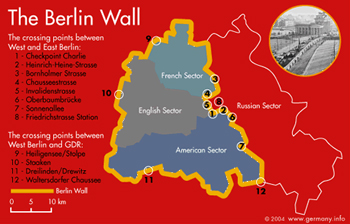 The Berlin Wall
The crossing points between
West and East Berlin:
1 - Checkpoint Charlie
2 - Heinrich-Heine-Strasse
3 - Bornholmer Strasse
4 - Chausseestrasse
5 - Invalidenstrasse
6 - Oberbaumbrücke
7 - Sonnenallee
8 - Friedrichstrasse Station
The crossing points between
West Berlin and GDR:
9 - Heiligensee/Stolpe
10 - Staaken
11 - Dreilinden/Drewitz
12 - Waltersdorfer Chaussee
Berlin Wall
0 5 10 km
9
French Sector
3
10
4
5
8
Russian Sector
English Sector
6
2
1
American Sector
7
11
12
© 2004 www.germany.info